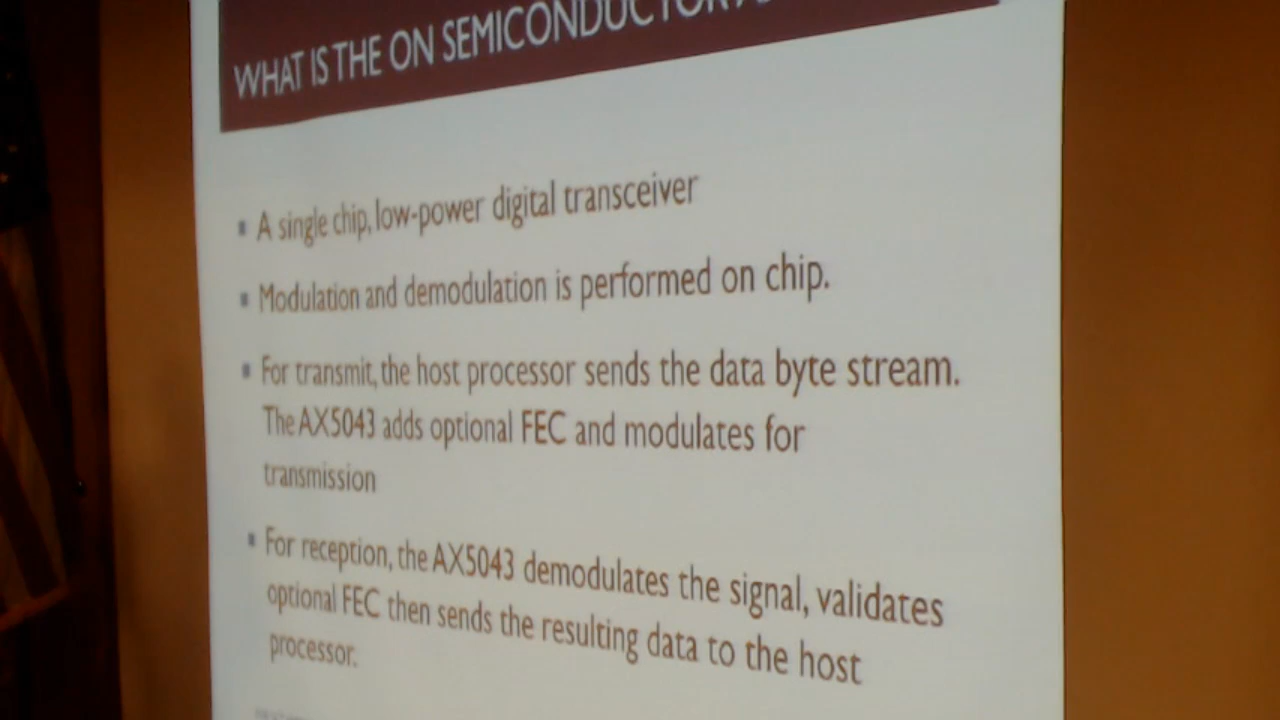 WHAT IS THE ON SEMICONDUCTOR
▪ A single chip, low-power digital transceiver
▪ Modulation and demodulation is performed on chip.
▪ For transmit, the host processor sends the data byte stream.
The AX5043 adds optional FEC and modulates for
transmission
▪ For reception, the AX5043 demodulates the signal, validates
optional FEC then sends the resulting data to the host
processor.